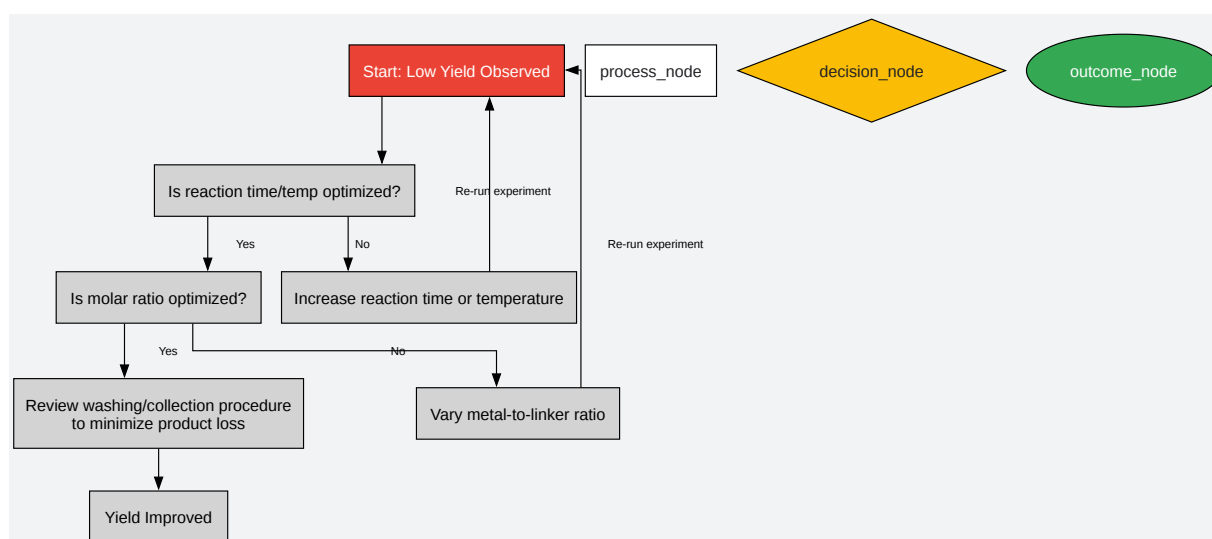 Start: Low Yield Observed
process_node
decision_node
outcome_node
Is reaction time/temp optimized?
Re-run experiment
Yes
No
Re-run experiment
Is molar ratio optimized?
Increase reaction time or temperature
Yes
No
Review washing/collection procedure
to minimize product loss
Vary metal-to-linker ratio
Yield Improved